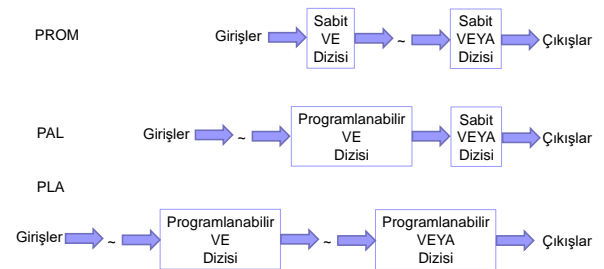 PROM
Girişler
Sabit
VE
Dizisi
~
Sabit
VEYA
Dizisi
Çıkışlar
PAL
Girişler
~
Programlanabilir
VE
Dizisi
Sabit
VEYA
Dizisi
Çıkışlar
PLA
Girişler
~
Programlanabilir
VE
Dizisi
~
Programlanabilir
VEYA
Dizisi
Çıkışlar